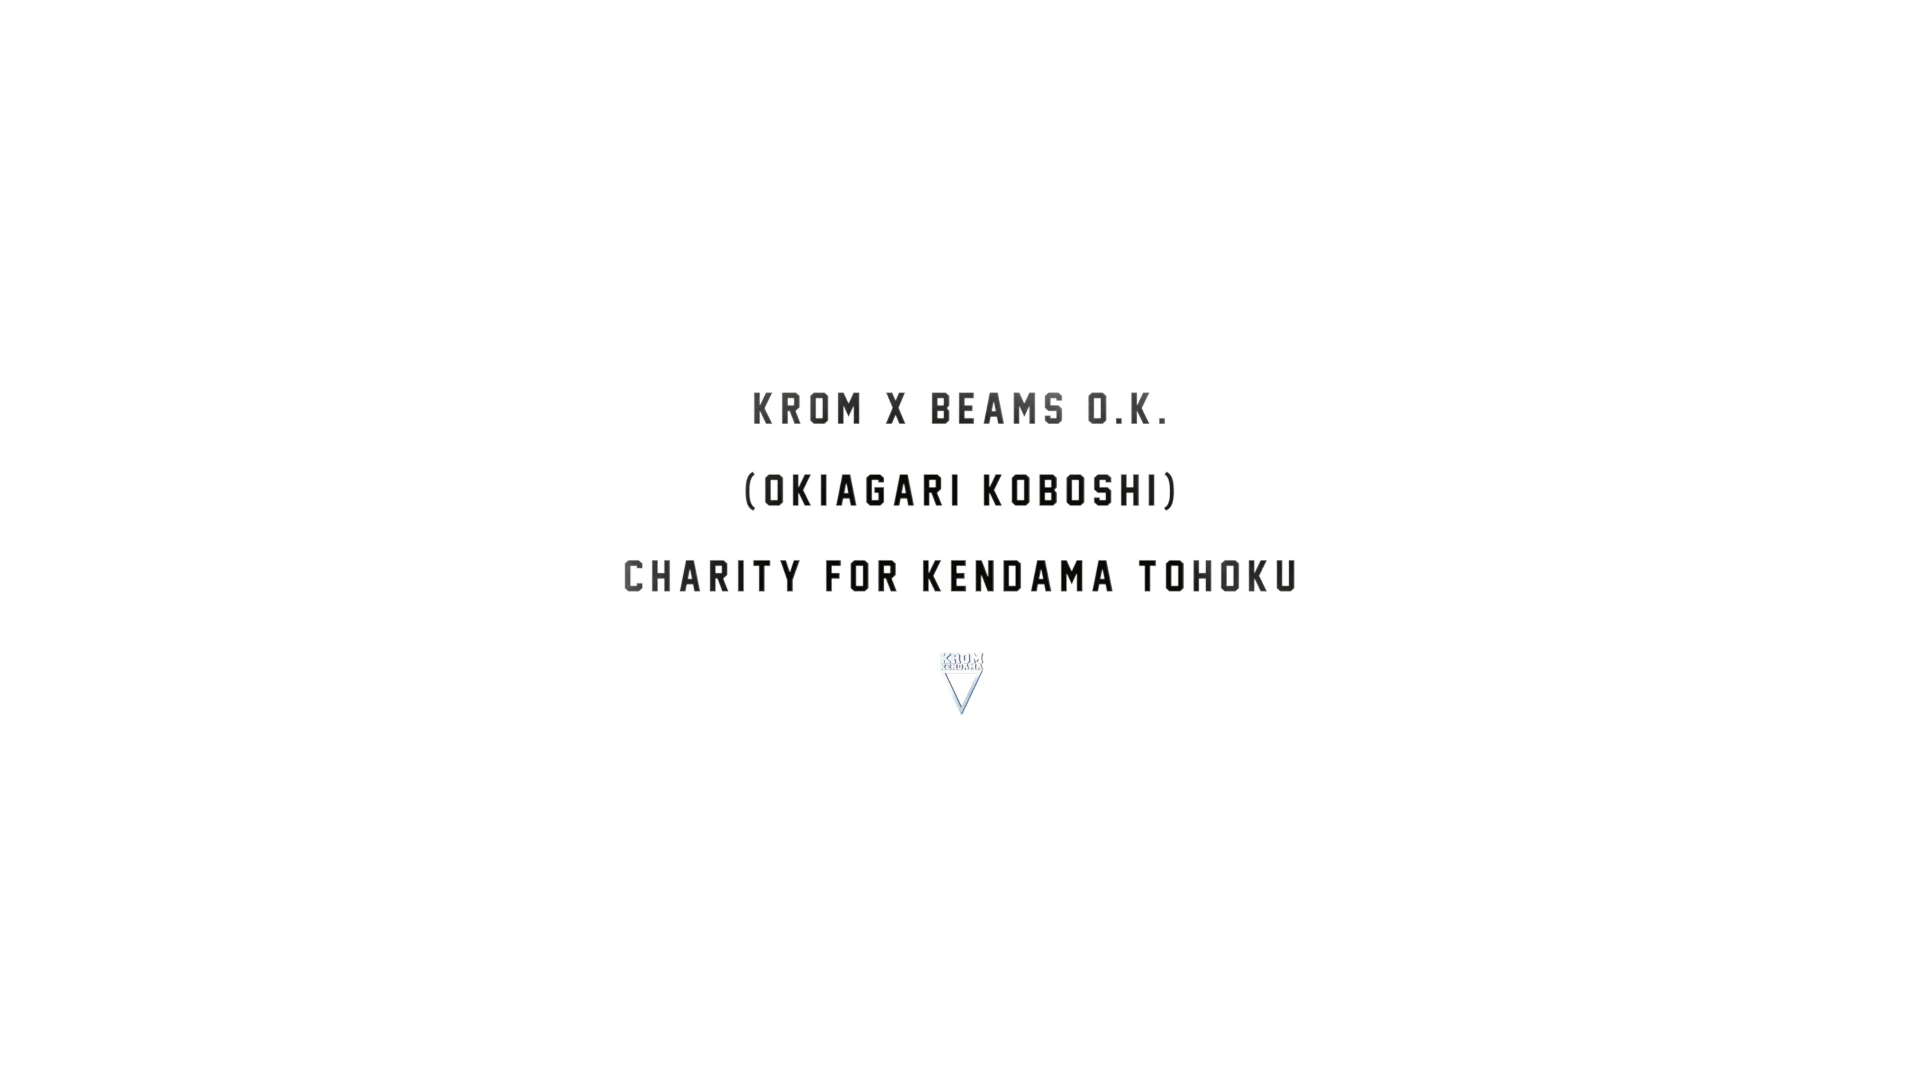 KROM X BEAMS O.K.
(OKIAGARI KOBOSHI)
CHARITY FOR KENDAMA TOHOKU
KROM
KENDAMA